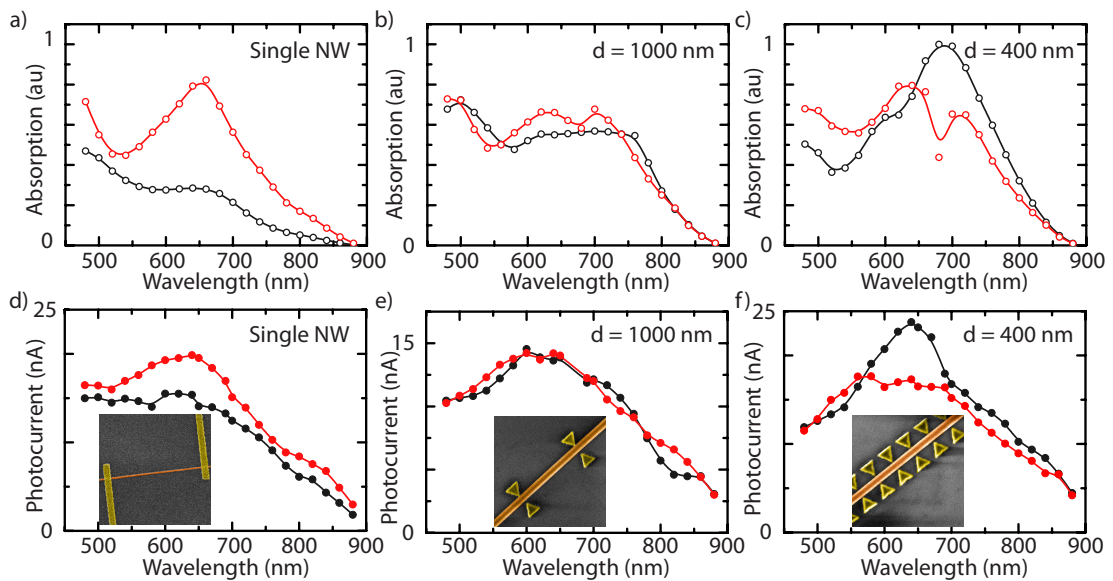 a)
Single NW
1
Absorption (au)
0
500 600 700 800 900
Wavelength (nm)
b)
d = 1000 nm
1
Absorption (au)
0
500 600 700 800 900
Wavelength (nm)
c)
d = 400 nm
1
Absorption (au)
0
500 600 700 800 900
Wavelength (nm)
d)
Single NW
25
Photocurrent (nA)
0
500 600 700 800 900
Wavelength (nm)
e)
d = 1000 nm
15
Photocurrent (nA)
0
500 600 700 800 900
Wavelength (nm)
f)
d = 400 nm
25
Photocurrent (nA)
0
500 600 700 800 900
Wavelength (nm)